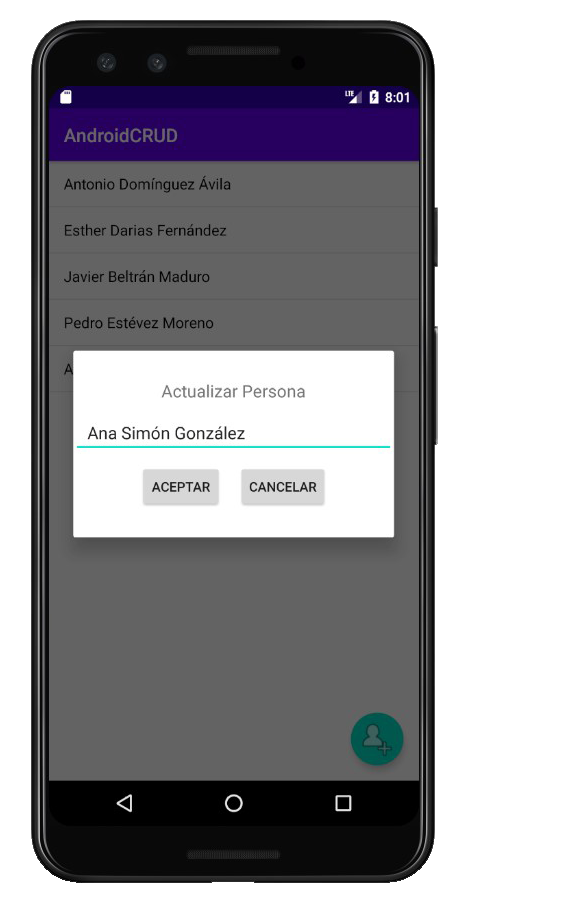 LTE 8:01
AndroidCRUD
Antonio Domínguez Ávila
Esther Darias Fernández
Javier Beltrán Maduro
Pedro Estévez Moreno
A
Actualizar Persona
Ana Simón González
ACEPTAR CANCELAR